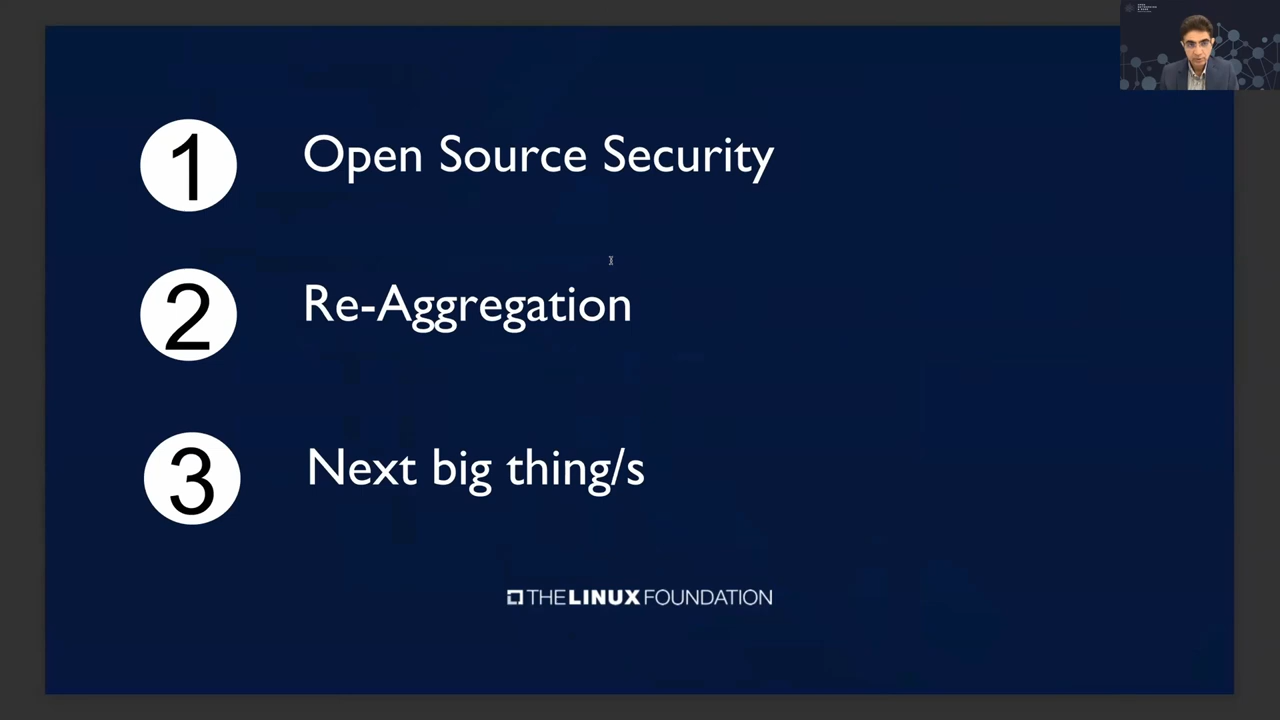 1 Open Source Security
2 Re-Aggregation
3 Next big thing/s
THE LINUX FOUNDATION